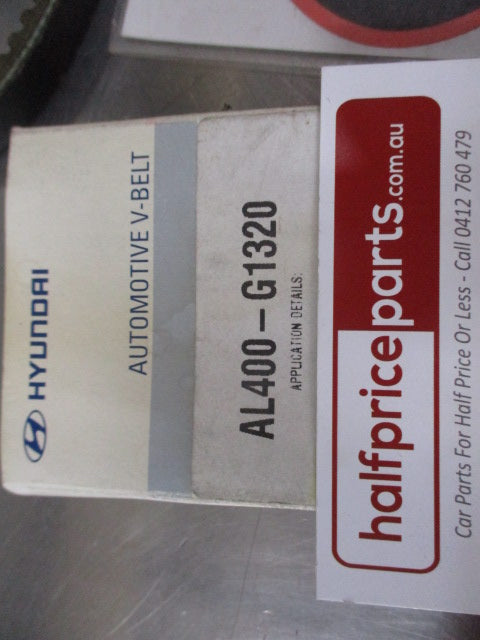 HYUNDAI
AUTOMOTIVE V-BELT
AL400-G1320
APPLICATION DETAILS:
halfpriceparts.com.au
Car Parts For Half Price Or Less - Call 0412 760 479